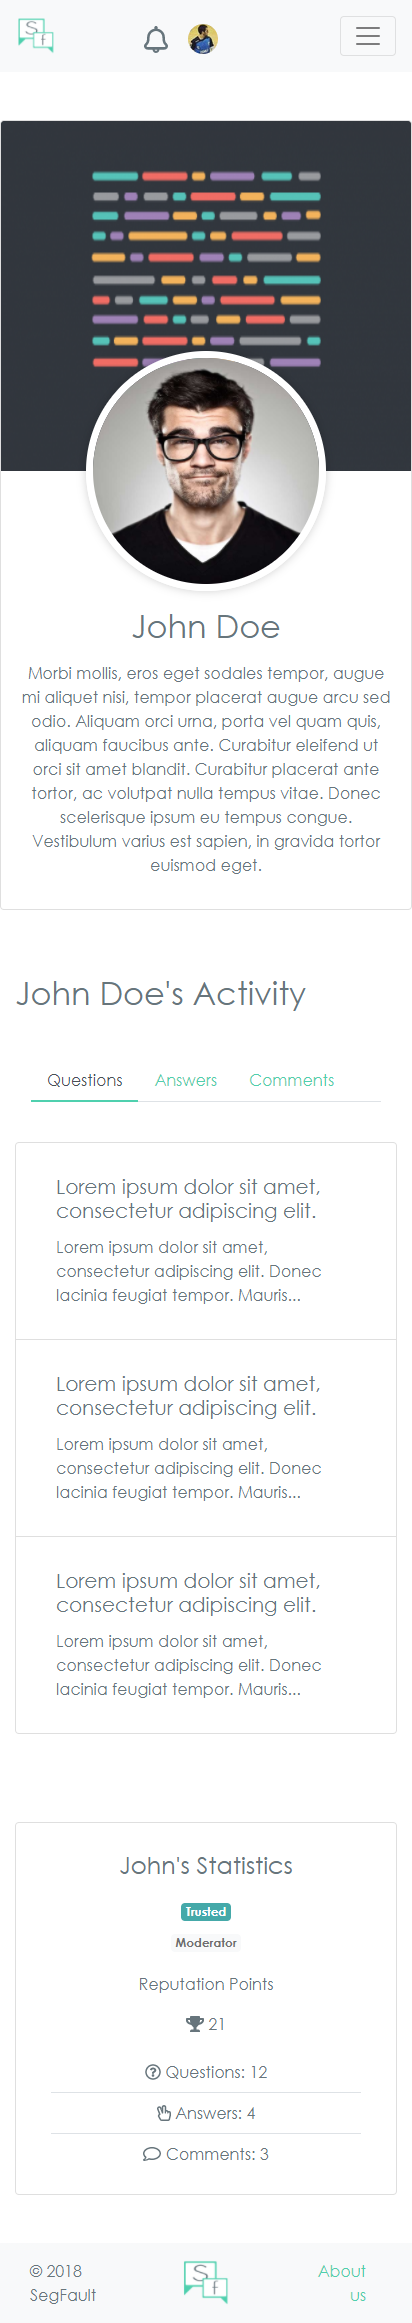 S
f
John Doe
Morbi mollis, eros eget sodales tempor, augue
mi aliquet nisi, tempor placerat augue arcu sed
odio. Aliquam orci urna, porta vel quam quis,
aliquam faucibus ante. Curabitur eleifend ut
orci sit amet blandit. Curabitur placerat ante
tortor, ac volutpat nulla tempus vitae. Donec
scelerisque ipsum eu tempus congue.
Vestibulum varius est sapien, in gravida tortor
euismod eget.
John Doe's Activity
Questions Answers Comments
Lorem ipsum dolor sit amet,
consectetur adipiscing elit.
Lorem ipsum dolor sit amet,
consectetur adipiscing elit. Donec
lacinia feugiat tempor. Mauris...
Lorem ipsum dolor sit amet,
consectetur adipiscing elit.
Lorem ipsum dolor sit amet,
consectetur adipiscing elit. Donec
lacinia feugiat tempor. Mauris...
Lorem ipsum dolor sit amet,
consectetur adipiscing elit.
Lorem ipsum dolor sit amet,
consectetur adipiscing elit. Donec
lacinia feugiat tempor. Mauris...
John's Statistics
Trusted
Moderator
Reputation Points
21
Questions: 12
Answers: 4
Comments: 3
© 2018
SegFault
S
f
About
us